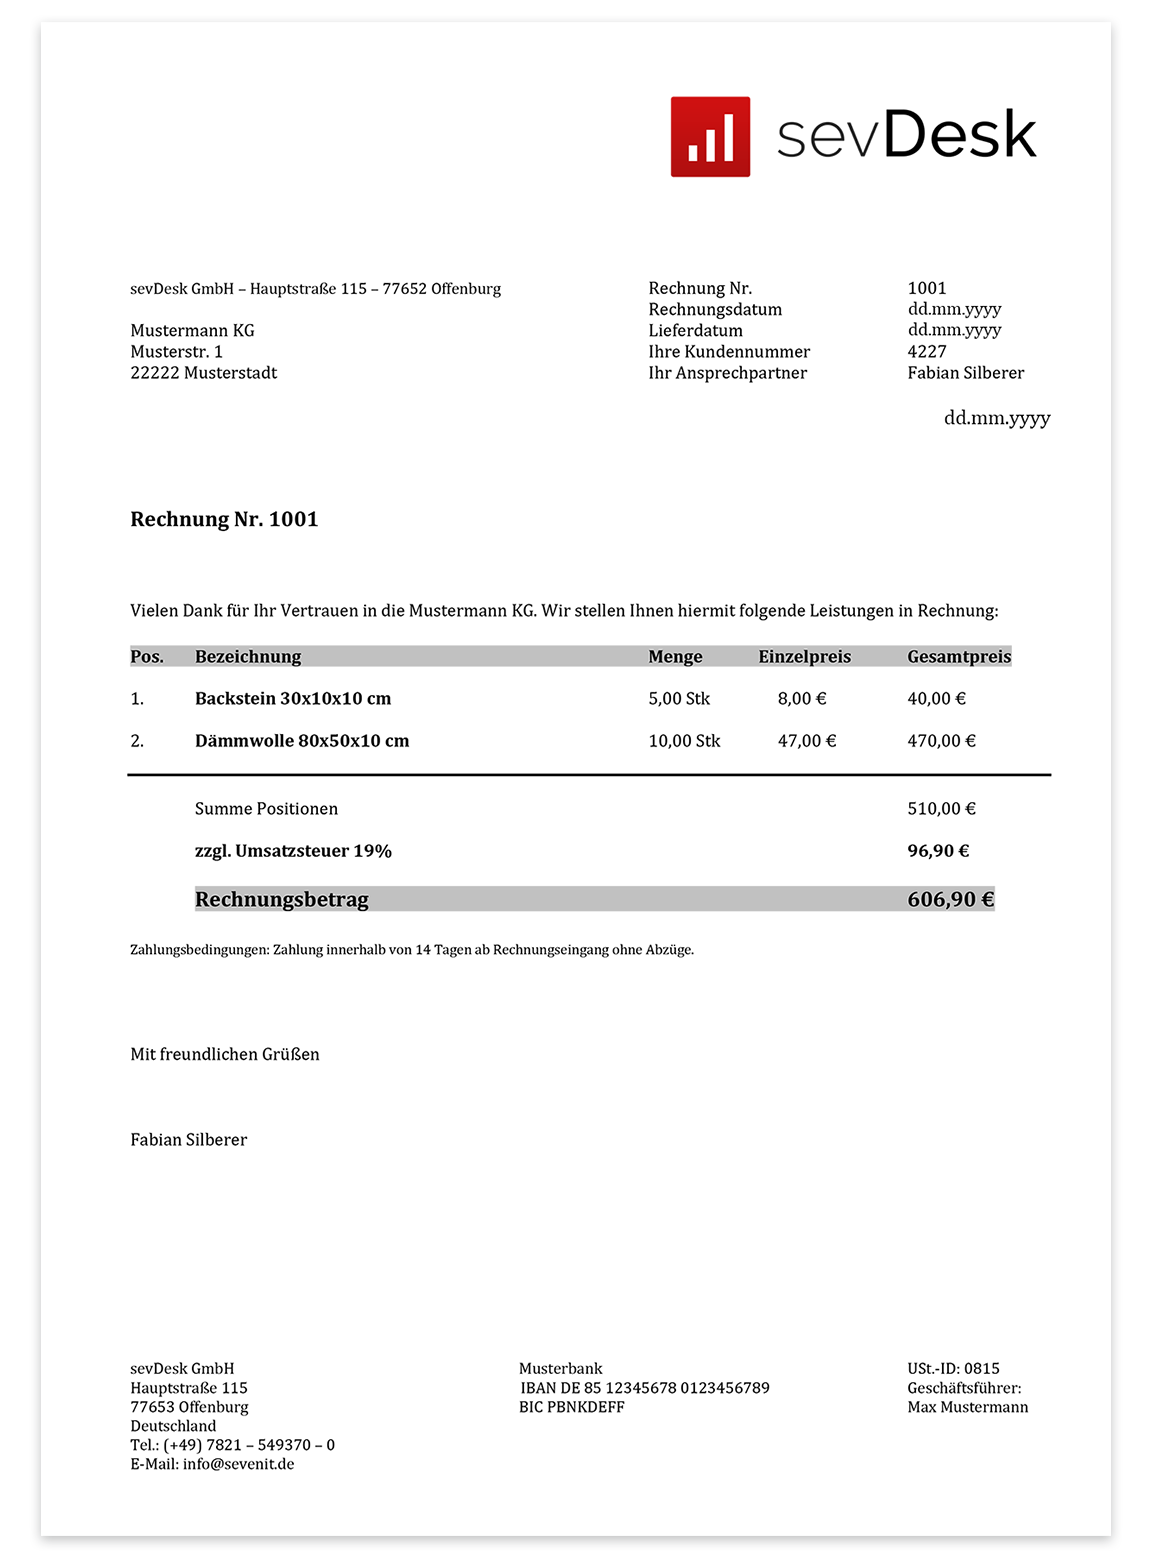 sevDesk
sevDesk GmbH – Hauptstraße 115 – 77652 Offenburg
Mustermann KG
Musterstr. 1
22222 Musterstadt
Rechnung Nr. 1001
Rechnungsdatum dd.mm.yyyy
Lieferdatum dd.mm.yyyy
Ihre Kundennummer 4227
Ihr Ansprechpartner Fabian Silberer
dd.mm.yyyy
Rechnung Nr. 1001
Vielen Dank für Ihr Vertrauen in die Mustermann KG. Wir stellen Ihnen hiermit folgende Leistungen in Rechnung:
Pos. Bezeichnung Menge Einzelpreis Gesamtpreis
1. Backstein 30x10x10 cm 5,00 Stk 8,00 € 40,00 €
2. Dämmwolle 80x50x10 cm 10,00 Stk 47,00 € 470,00 €
Summe Positionen 510,00 €
zzgl. Umsatzsteuer 19% 96,90 €
Rechnungsbetrag 606,90 €
Zahlungsbedingungen: Zahlung innerhalb von 14 Tagen ab Rechnungseingang ohne Abzüge.
Mit freundlichen Grüßen
Fabian Silberer
sevDesk GmbH
Hauptstraße 115
77653 Offenburg
Deutschland
Tel.: (+49) 7821 – 549370 – 0
E-Mail: info@sevenit.de
Musterbank
IBAN DE 85 12345678 0123456789
BIC PBNKDEFF
USt.-ID: 0815
Geschäftsführer:
Max Mustermann